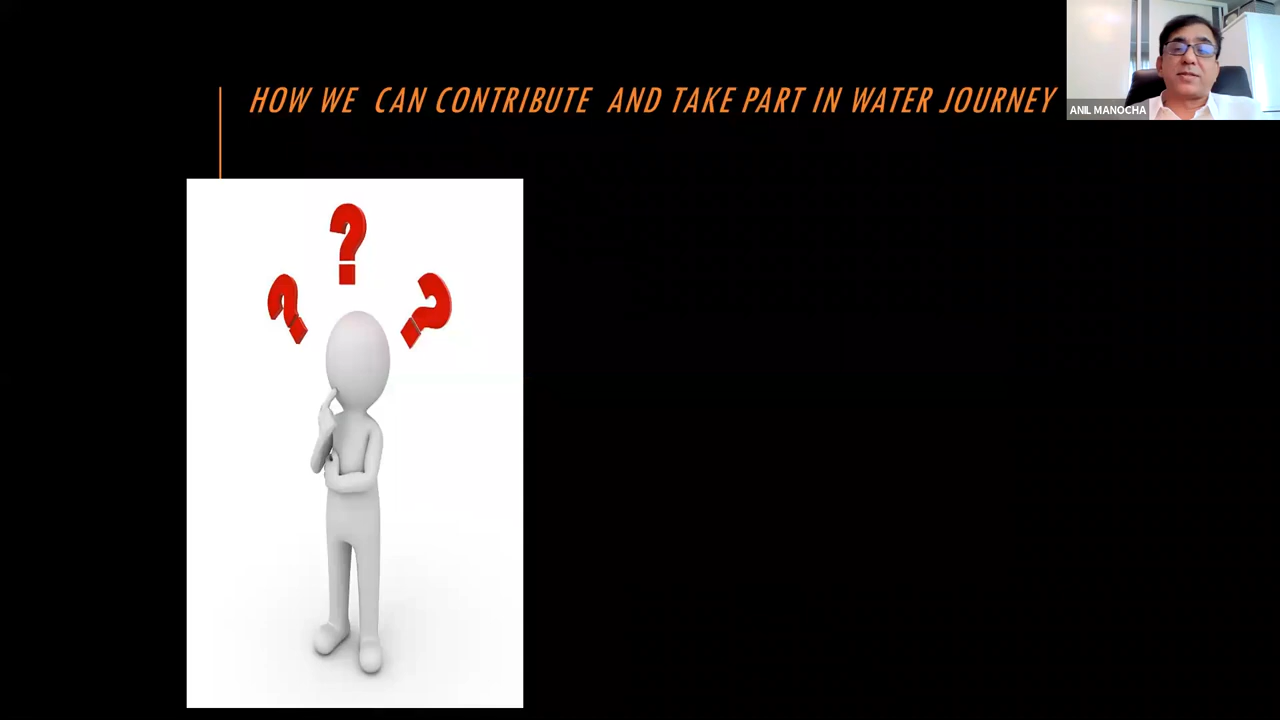 HOW WE CAN CONTRIBUTE AND TAKE PART IN WATER JOURNEY
ANIL MANOCHA
? ? ?